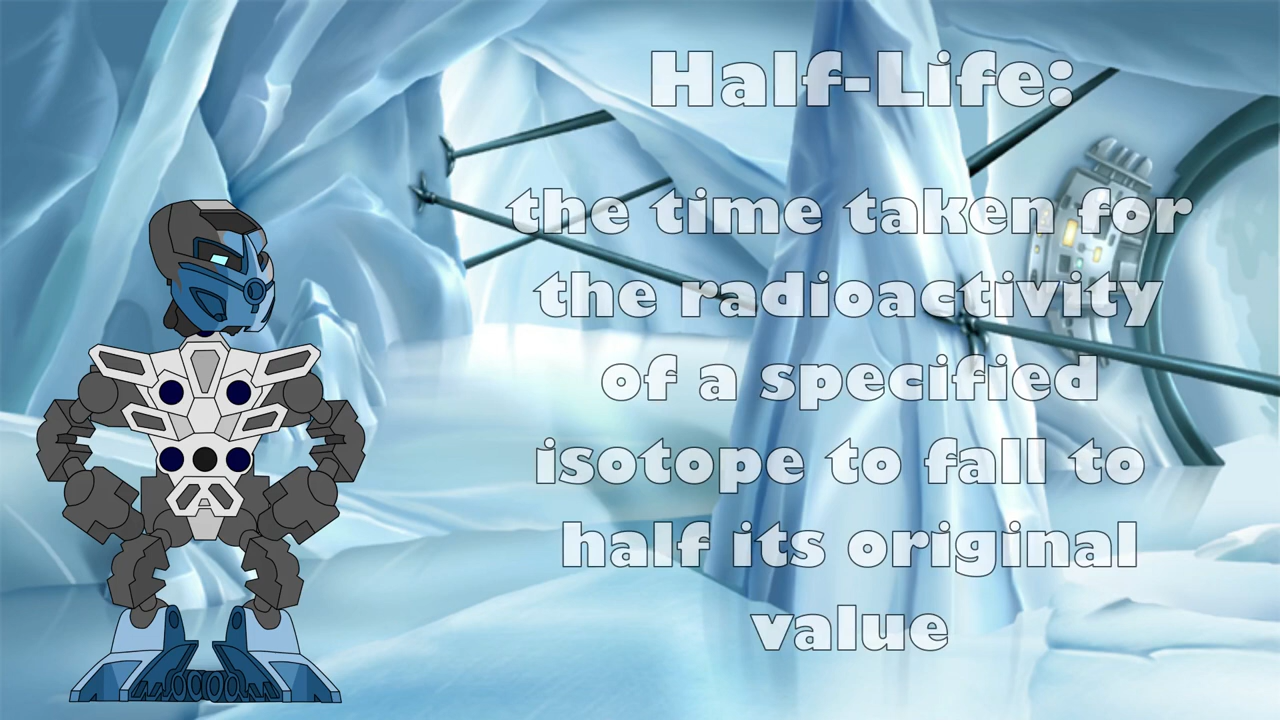 Half-Life:
the time taken for
the radioactivity
of a specified
isotope to fall to
half its original
value